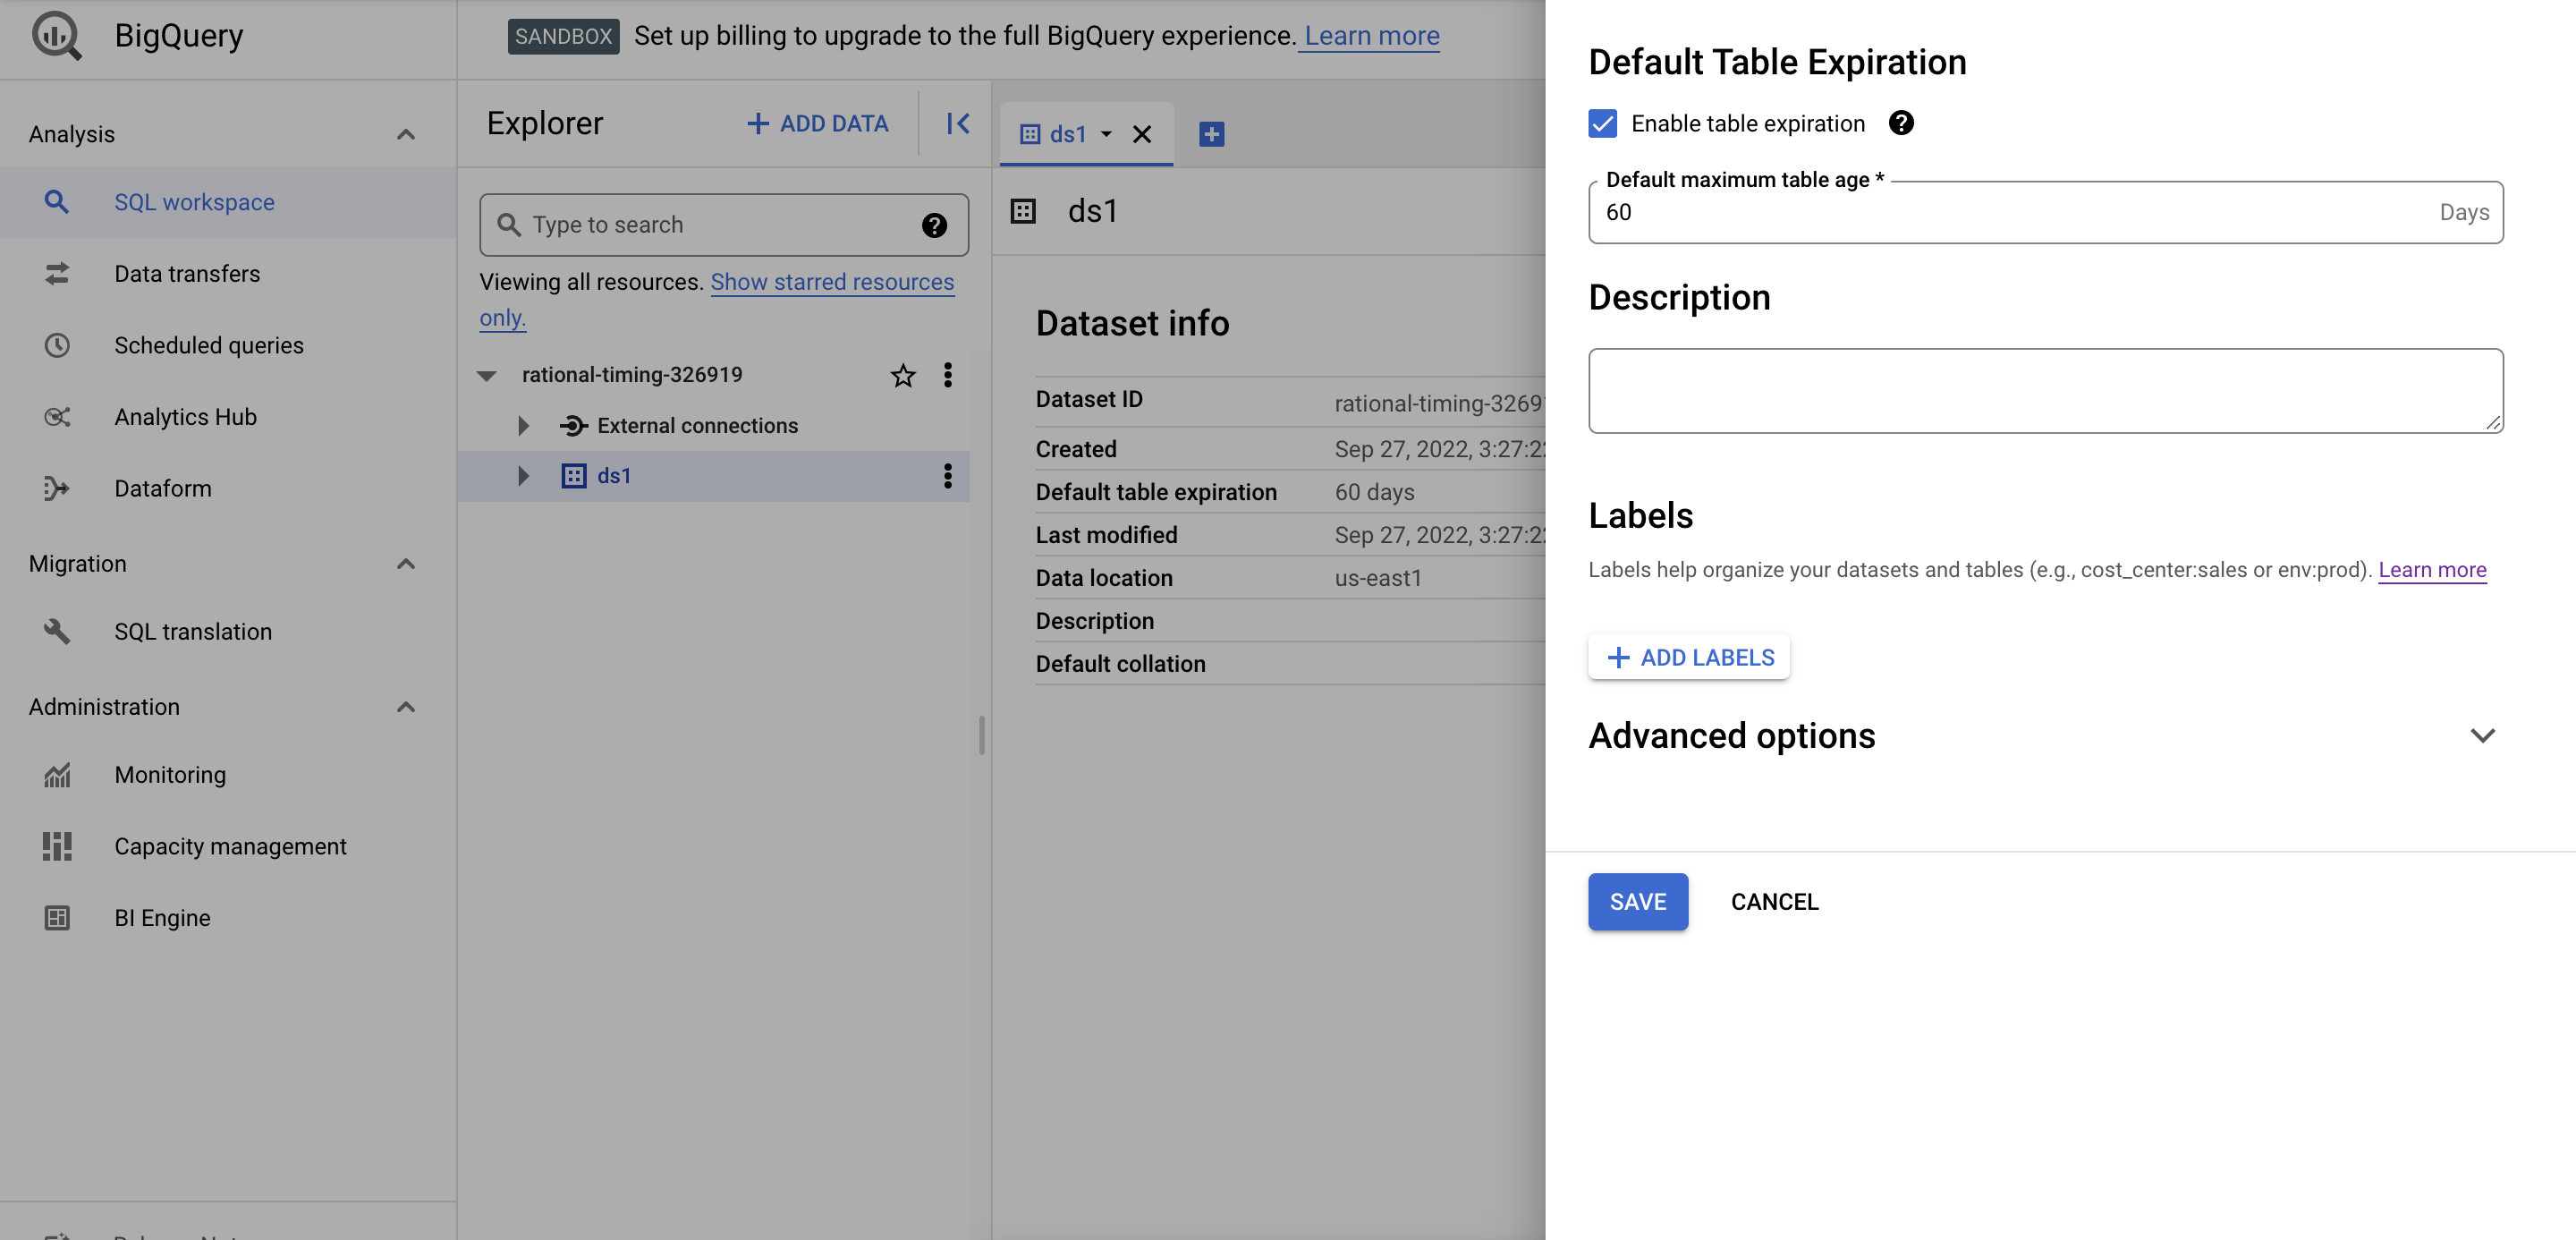 BigQuery
SANDBOX Set up billing to upgrade to the full BigQuery experience. Learn more
Analysis
SQL workspace
Data transfers
Scheduled queries
Analytics Hub
Dataform
Migration
SQL translation
Administration
Monitoring
Capacity management
BI Engine
Explorer
ADD DATA
Type to search
Viewing all resources. Show starred resources
only.
rational-timing-326919
External connections
ds1
ds1
ds1
Dataset info
Dataset ID rational-timing-3269
Created Sep 27, 2022, 3:27:2
Default table expiration 60 days
Last modified Sep 27, 2022, 3:27:2
Data location us-east1
Description
Default collation
Default Table Expiration
Enable table expiration
Default maximum table age *
60 Days
Description
Labels
Labels help organize your datasets and tables (e.g., cost_center:sales or env:prod). Learn more
ADD LABELS
Advanced options
SAVE CANCEL